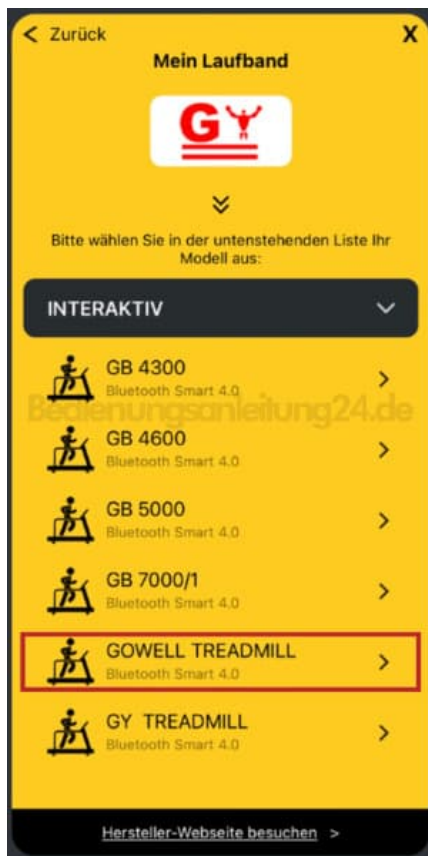 < Zurück X
Mein Laufband
GY
Bitte wählen Sie in der untenstehenden Liste Ihr
Modell aus:
INTERAKTIV
GB 4300
Bluetooth Smart 4.0
Bedienungsanleitung24.de
GB 4600
Bluetooth Smart 4.0
GB 5000
Bluetooth Smart 4.0
GB 7000/1
Bluetooth Smart 4.0
GOWELL TREADMILL
Bluetooth Smart 4.0
GY TREADMILL
Bluetooth Smart 4.0
Hersteller-Webseite besuchen >